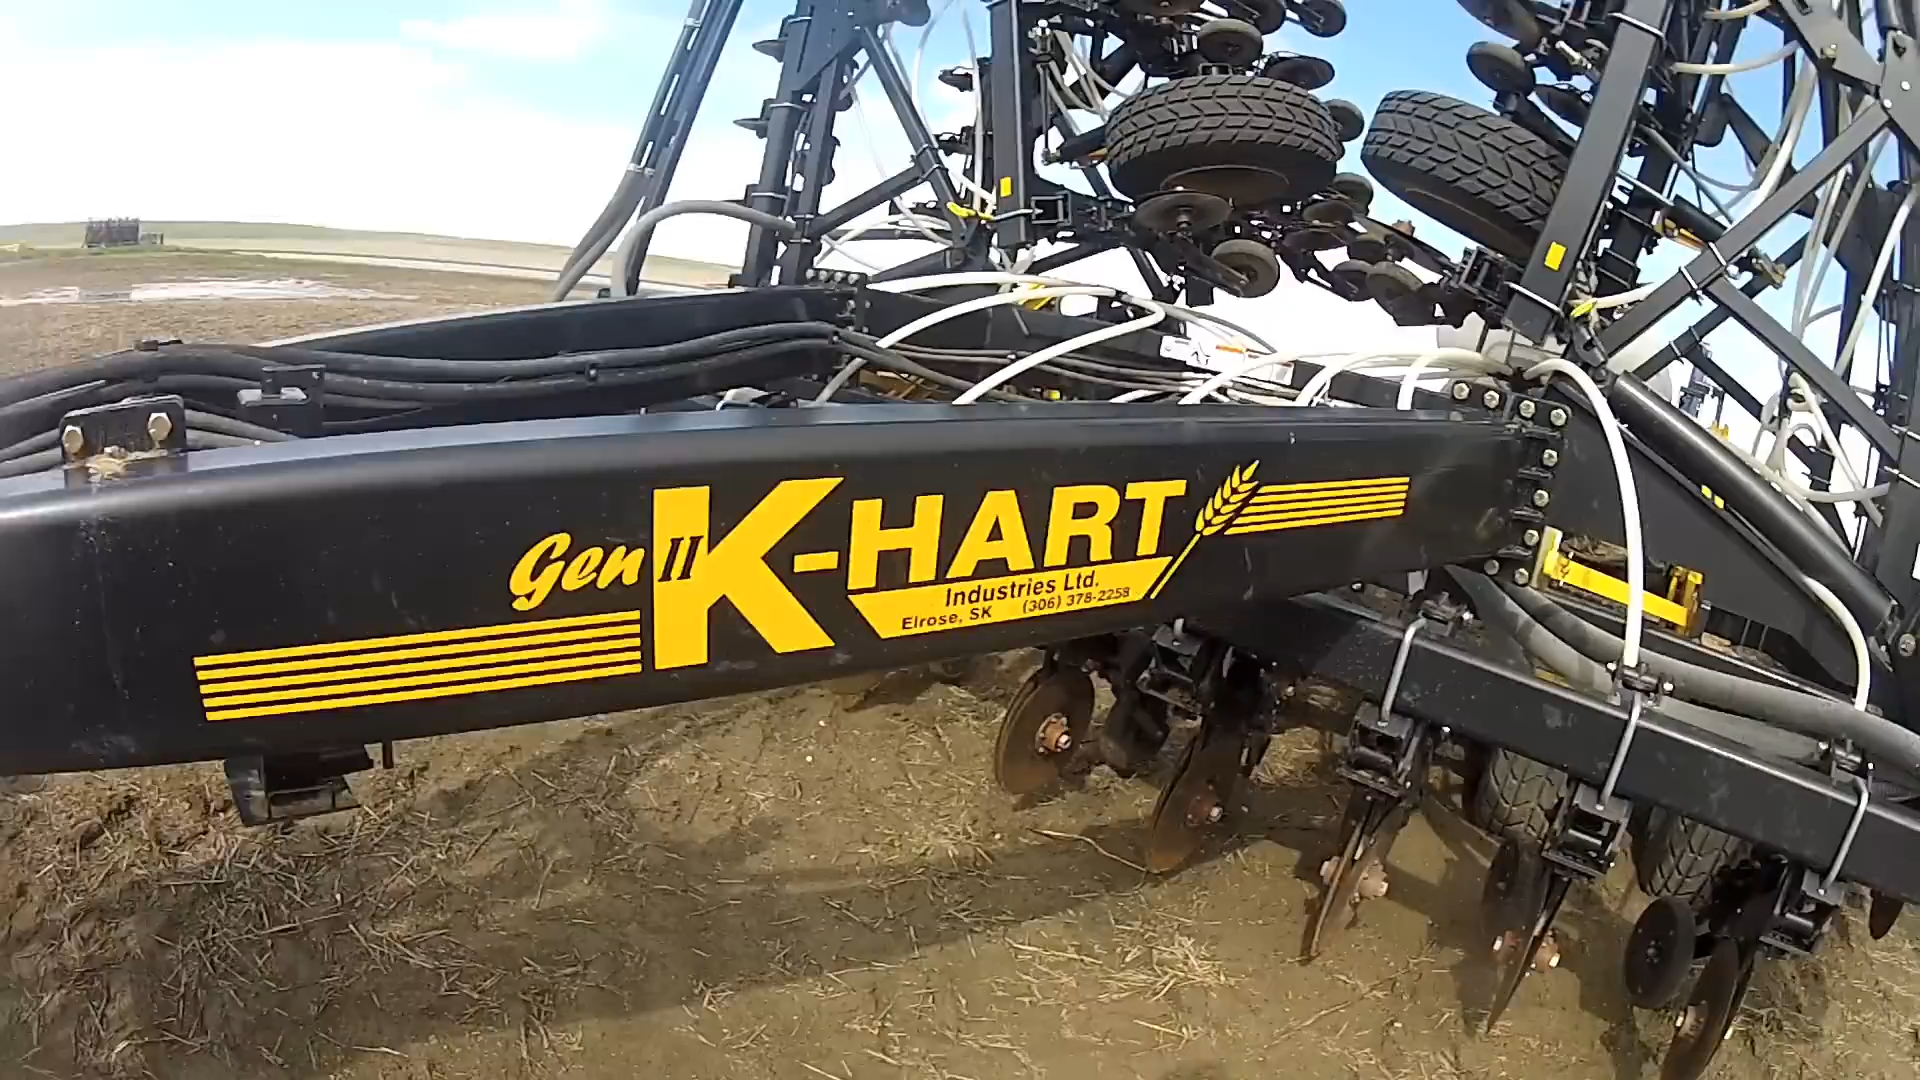 Gen II K-HART
Industries Ltd.
Elrose, SK (306) 378-2258